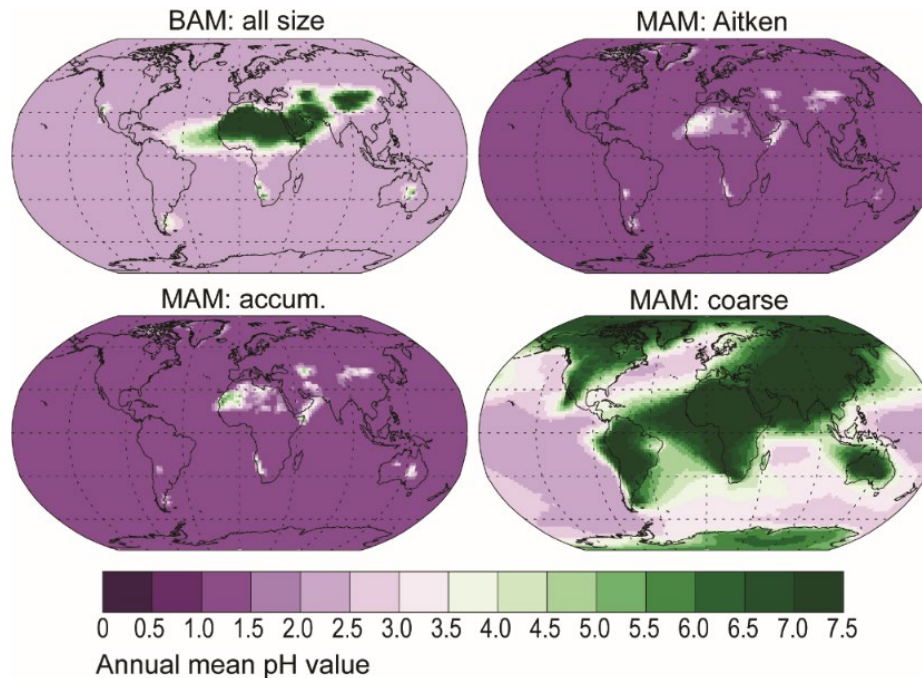 BAM: all size
MAM: Aitken
MAM: accum.
MAM: coarse
0 0.5 1.0 1.5 2.0 2.5 3.0 3.5 4.0 4.5 5.0 5.5 6.0 6.5 7.0 7.5
Annual mean pH value